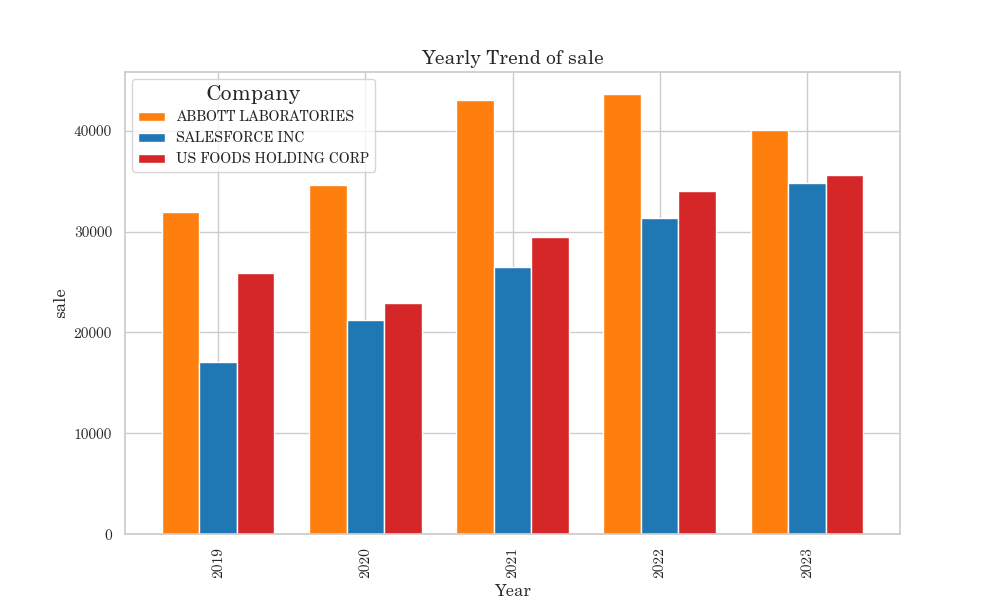 Yearly Trend of sale
Company
ABBOTT LABORATORIES
SALESFORCE INC
US FOODS HOLDING CORP
40000
30000
20000
10000
0
sale
2019
2020
2021
2022
2023
Year